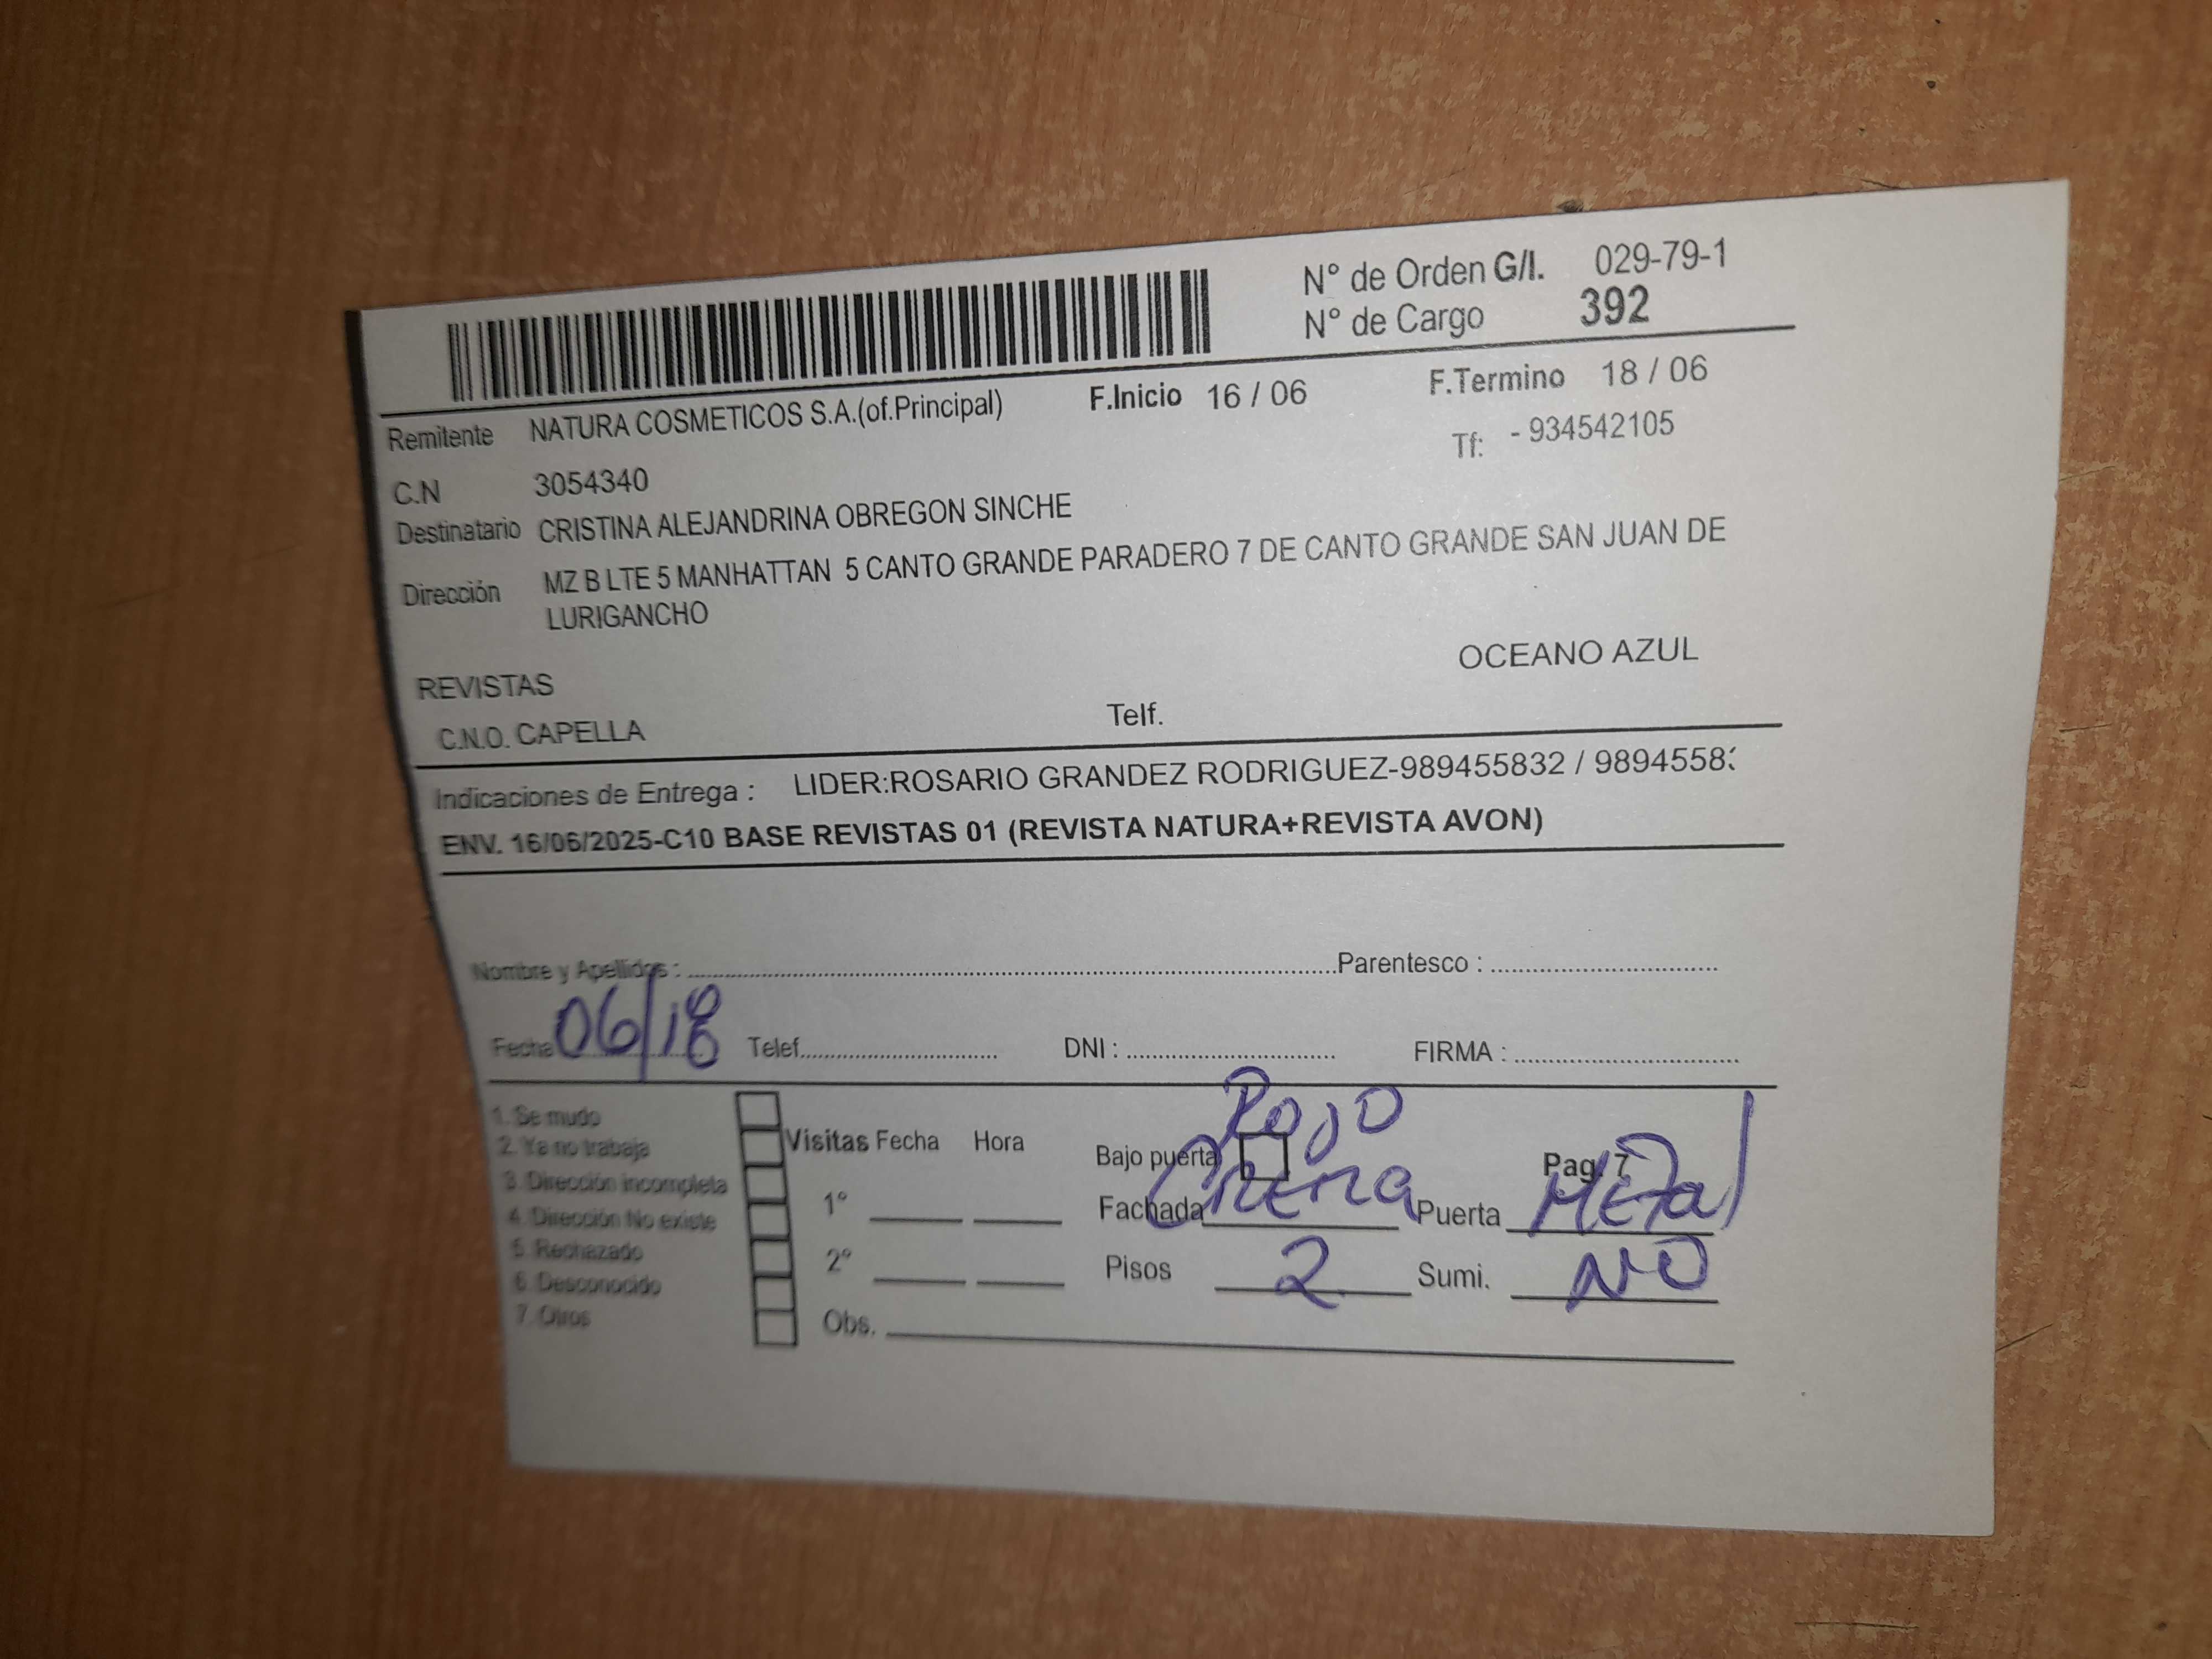 N° de Orden G/I. 029-79-1
N° de Cargo 392
Remitente NATURA COSMETICOS S.A.(of.Principal) F.Inicio 16 / 06 F.Termino 18 / 06
C.N 3054340 Tf: - 934542105
Destinatario CRISTINA ALEJANDRINA OBREGON SINCHE
Dirección MZ B LTE 5 MANHATTAN 5 CANTO GRANDE PARADERO 7 DE CANTO GRANDE SAN JUAN DE
LURIGANCHO
OCEANO AZUL
REVISTAS
C.N.O. CAPELLA Telf.
Indicaciones de Entrega : LIDER:ROSARIO GRANDEZ RODRIGUEZ-989455832 / 98945583
ENV. 16/06/2025-C10 BASE REVISTAS 01 (REVISTA NATURA+REVISTA AVON)
Nombre y Apellidos : Parentesco :
Fecha 06/18 Telef. DNI : FIRMA :
1. Se mudo
2. Ya no trabaja
3. Dirección incompleta
4. Dirección No existe
5. Rechazado
6. Desconocido
7. Otros
Visitas Fecha Hora
1°
2°
Obs.
Rojo
Bajo puerta Pag. 7
Fachada Crema Puerta Metal
Pisos 2 Sumi. NO